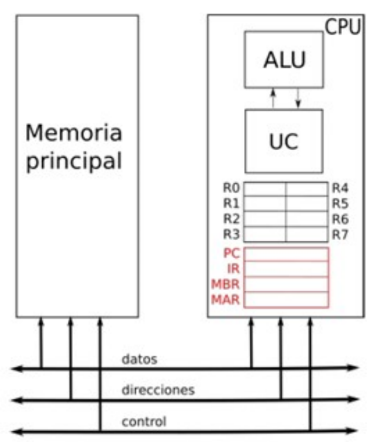 CPU
ALU
Memoria
principal
UC
R0 R4
R1 R5
R2 R6
R3 R7
PC
IR
MBR
MAR
datos
direcciones
control